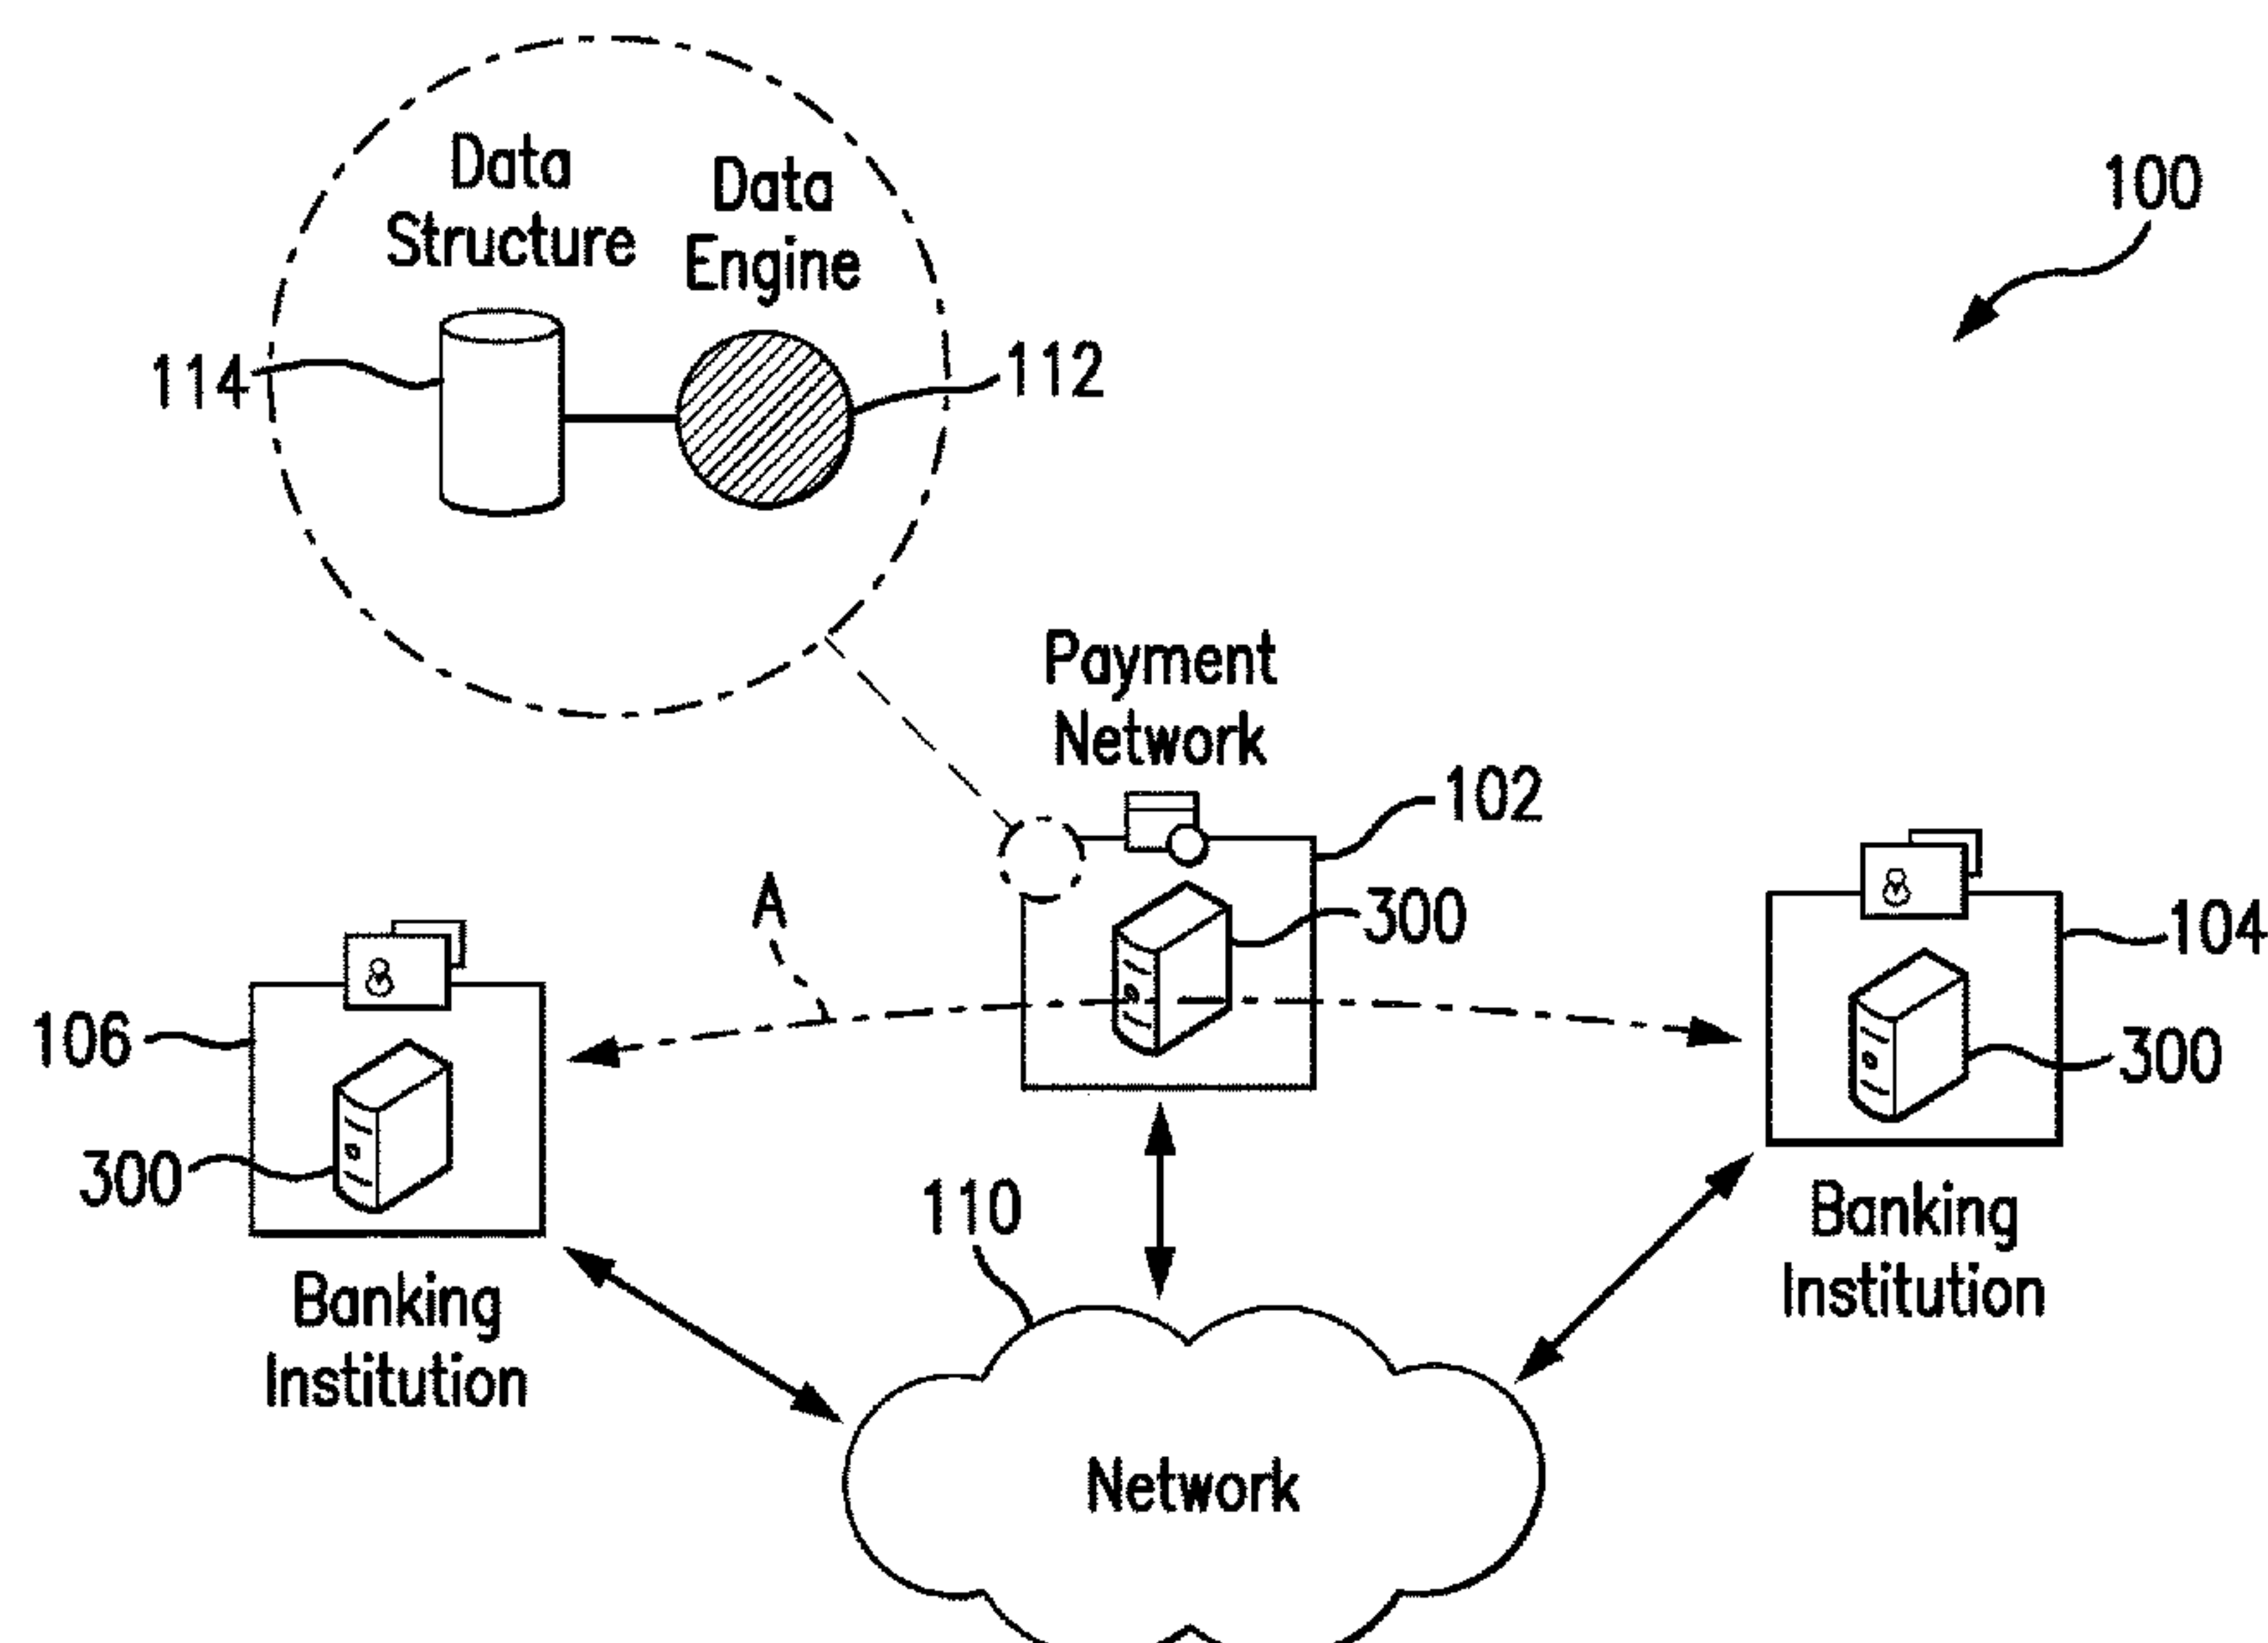 Data
Structure
Data
Engine
100
114
112
Payment
Network
102
300
104
A
106
300
300
110
Banking
Institution
Banking
Institution
Network